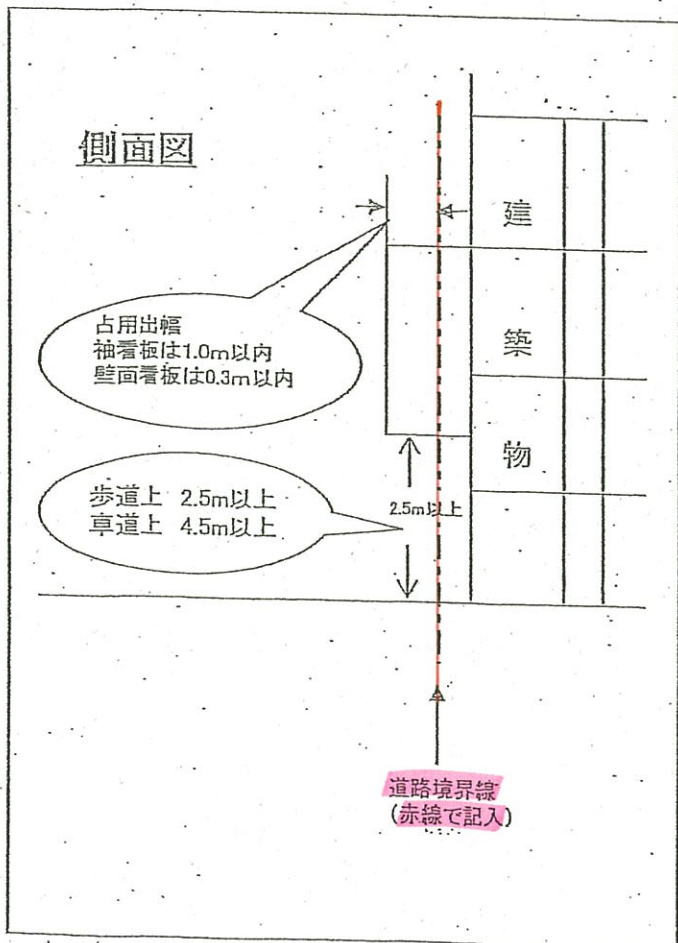 側面図
建
築
物
占用出幅
袖看板は1.0m以内
壁面看板は0.3m以内
歩道上 2.5m以上
車道上 4.5m以上
2.5m以上
道路境界線
(赤線で記入)